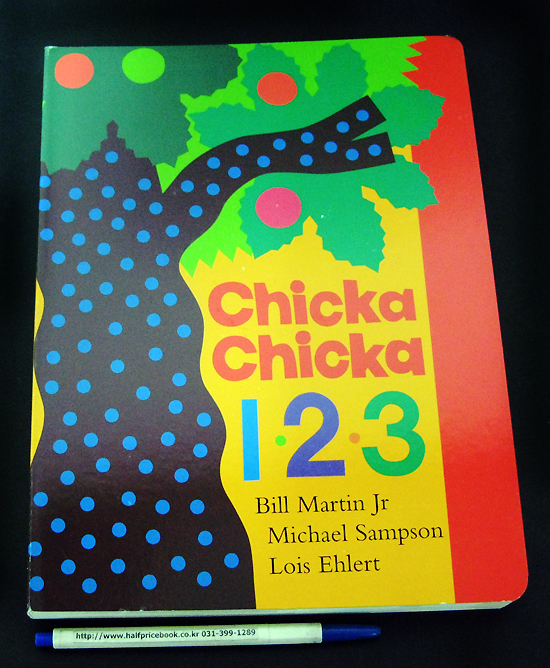 Chicka
Chicka
1·2·3
Bill Martin Jr
Michael Sampson
Lois Ehlert
http://www.halfpricebook.co.kr 031-399-1289